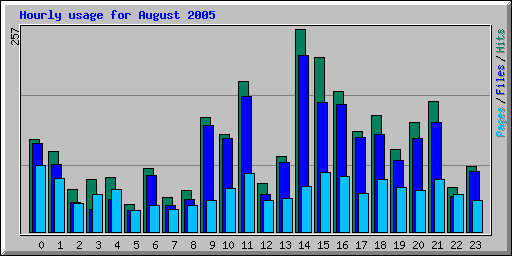 Hourly usage for August 2005
257
Pages / Files / Hits
0 1 2 3 4 5 6 7 8 9 10 11 12 13 14 15 16 17 18 19 20 21 22 23